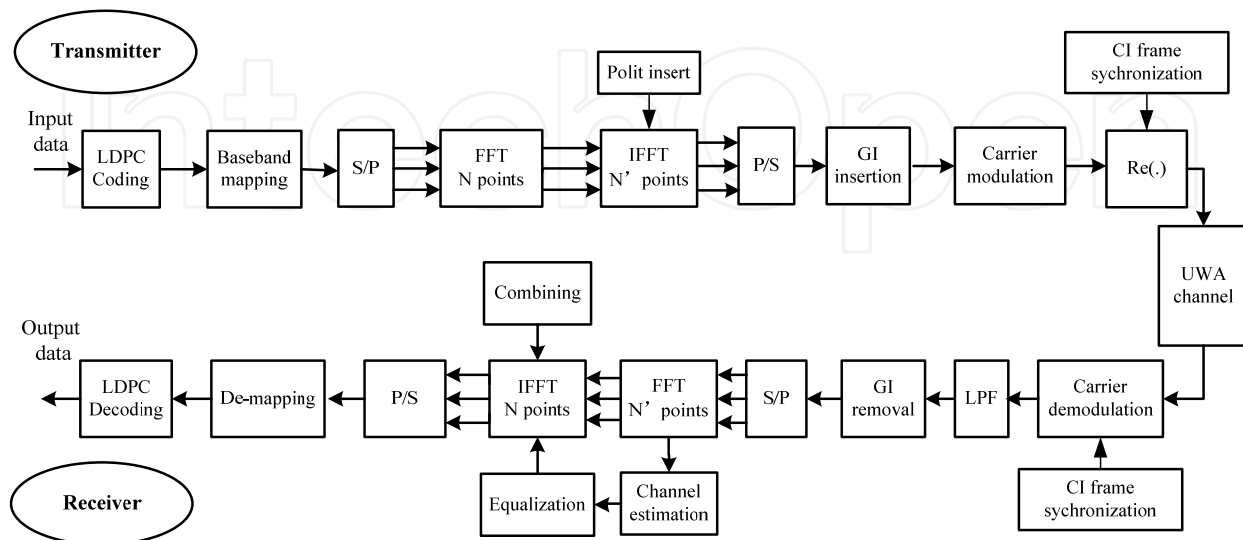 Transmitter
CI frame
sychronization
Polit insert
Input
data
LDPC
Coding
Baseband
mapping
S/P
FFT
N points
IFFT
N' points
P/S
GI
insertion
Carrier
modulation
Re(.)
IntechOpen
UWA
channel
Combining
Output
data
LDPC
Decoding
De-mapping
P/S
IFFT
N points
FFT
N' points
S/P
GI
removal
LPF
Carrier
demodulation
Equalization
Channel
estimation
CI frame
sychronization
Receiver